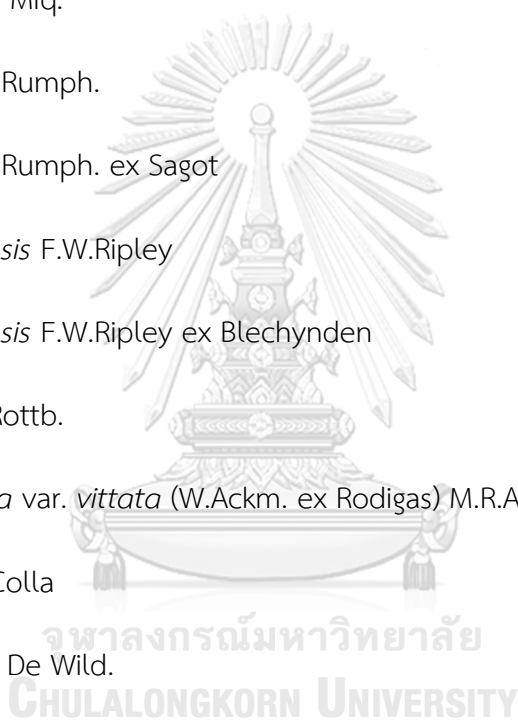 Miq.
Rumph.
Rumph. ex Sagot
sis F.W.Ripley
sis F.W.Ripley ex Blechynden
Rottb.
a var. vittata (W.Ackm. ex Rodigas) M.R.A
Colla
จุฬาลงกรณ์มหาวิทยาลัย
De Wild.
CHULALONGKORN UNIVERSITY